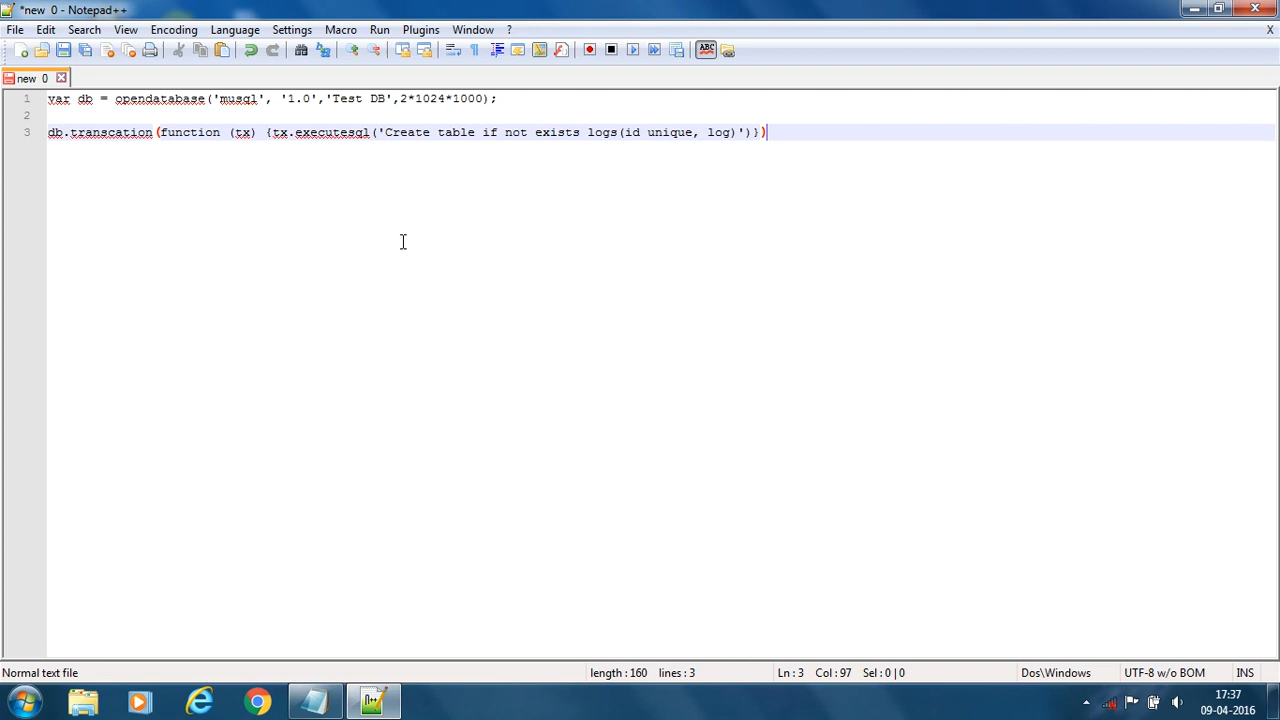 *new  0 - Notepad++
File Edit Search View Encoding Language Settings Macro Run Plugins Window ? X
ABC
new  0
1 var db = opendatabase('musql', '1.0','Test DB',2*1024*1000);
2
3 db.transcation(function (tx) {tx.executesql('Create table if not exists logs(id unique, log)')})
Normal text file length : 160 lines : 3 Ln : 3 Col : 97 Sel : 0 | 0 Dos\Windows UTF-8 w/o BOM INS
17:37
09-04-2016